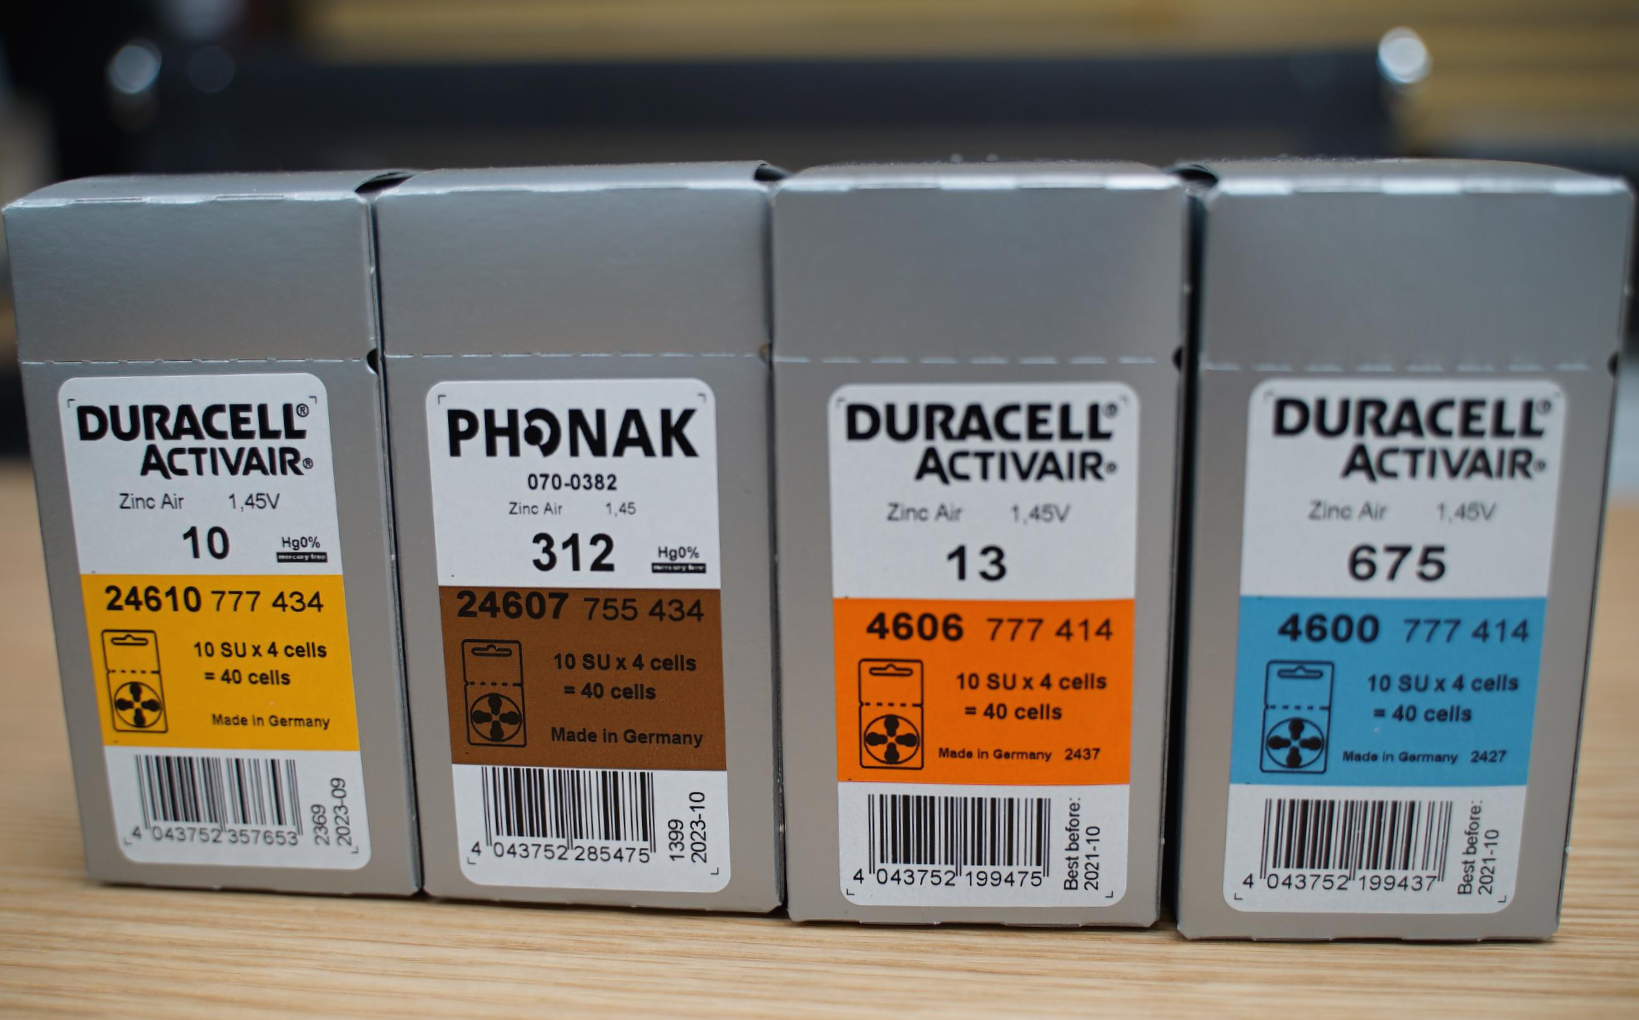 DURACELL®
ACTIVAIR®
Zinc Air 1,45V
10
Hg0%
mercury free
24610 777 434
10 SU x 4 cells
= 40 cells
Made in Germany
4 043752 357653
2369
2023-09
PHONAK
070-0382
Zinc Air 1,45
312
Hg0%
mercury free
24607 755 434
10 SU x 4 cells
= 40 cells
Made in Germany
4 043752 285475
1399
2023-10
DURACELL®
ACTIVAIR®
Zinc Air 1,45V
13
4606 777 414
10 SU x 4 cells
= 40 cells
Made in Germany 2437
4 043752 199475
Best before:
2021-10
DURACELL®
ACTIVAIR®
Zinc Air 1,45V
675
4600 777 414
10 SU x 4 cells
= 40 cells
Made in Germany 2427
4 043752 199437
Best before:
2021-10